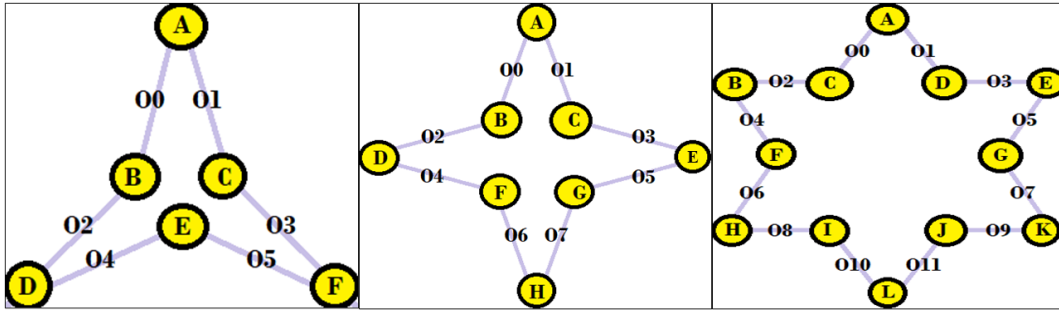 A
O0 O1
B C
O2 E O3
O4 O5
D F
A
O0 O1
B C
O2 O3
D E
O4 O5
F G
O6 O7
H
A
O0 O1
B O2 C D O3 E
O4 O5
F G
O6 O7
H O8 I J O9 K
O10 O11
L